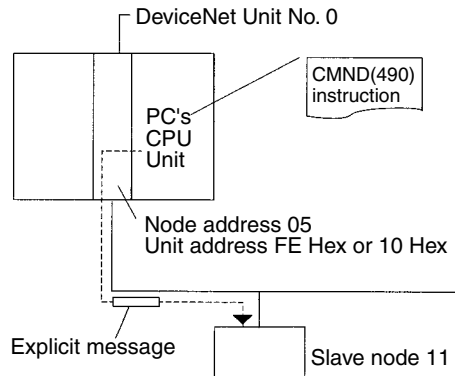 DeviceNet Unit No. 0
CMND(490)
instruction
PC's
CPU
Unit
Node address 05
Unit address FE Hex or 10 Hex
Explicit message
Slave node 11